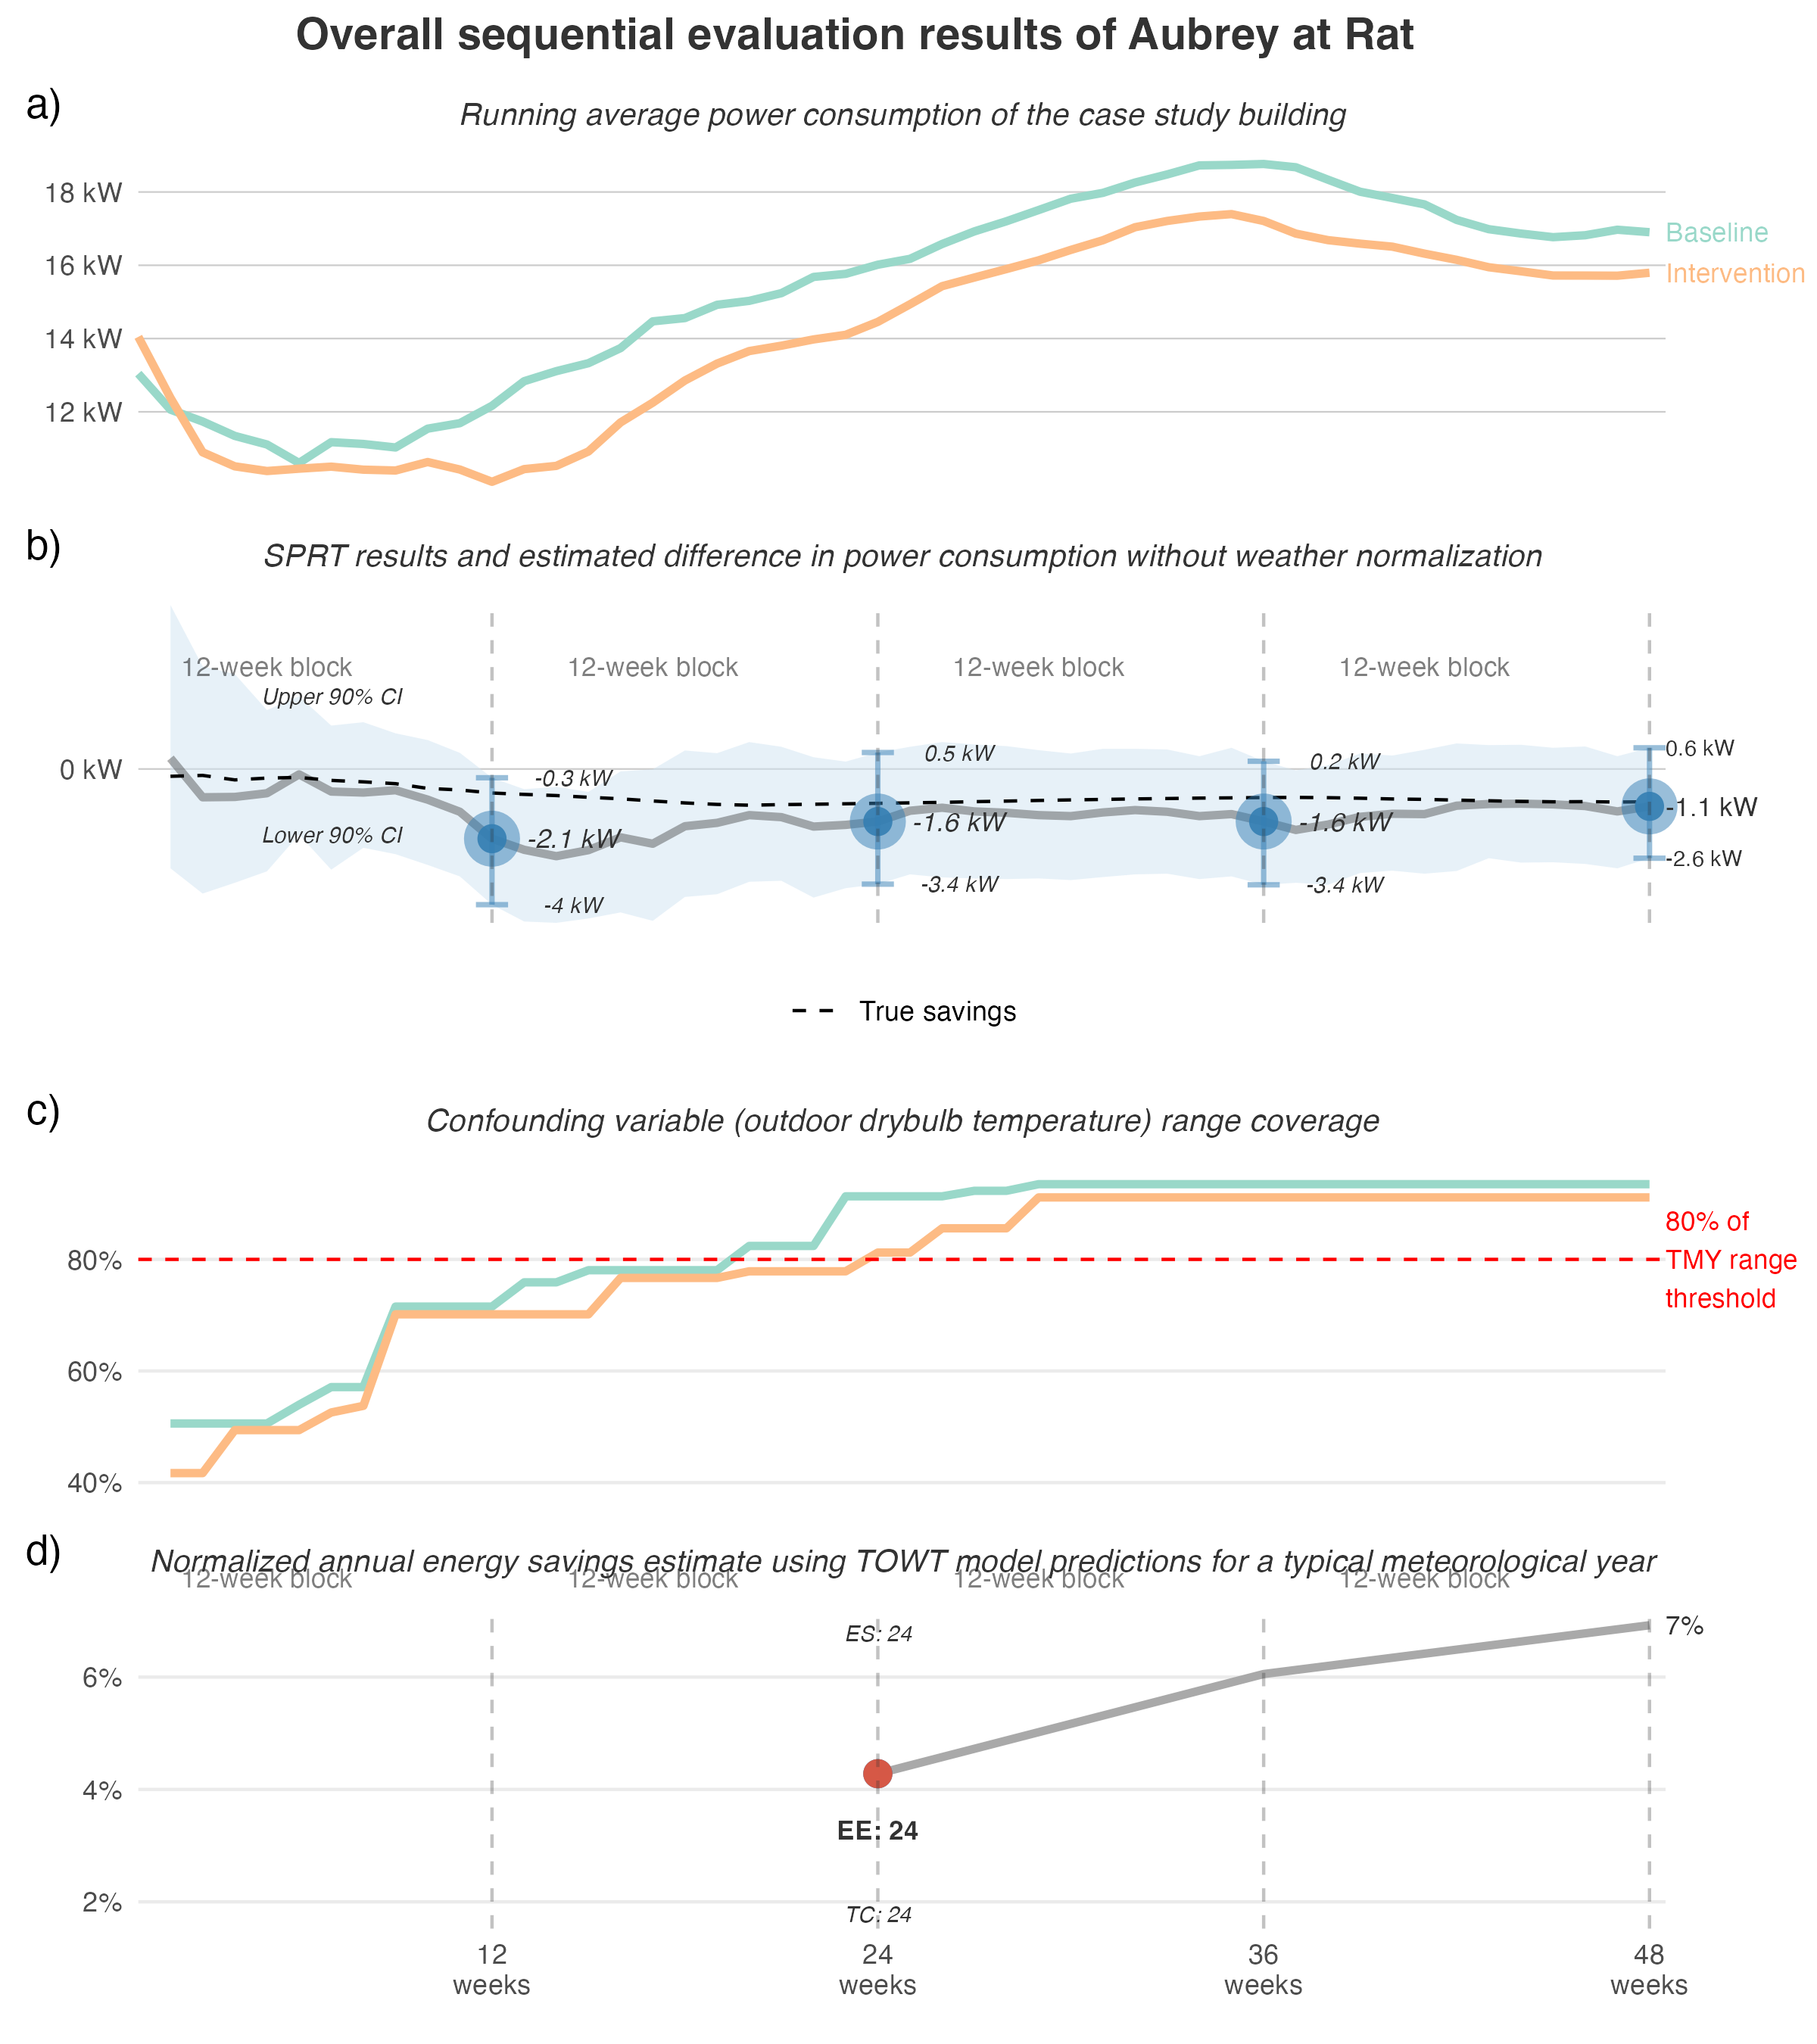 Overall sequential evaluation results of Aubrey at Rat
a)
Running average power consumption of the case study building
18 kW
16 kW
14 kW
12 kW
Baseline
Intervention
b)
SPRT results and estimated difference in power consumption without weather normalization
12-week block
12-week block
12-week block
12-week block
Upper 90% CI
0 kW
Lower 90% CI
-0.3 kW
-2.1 kW
-4 kW
0.5 kW
-1.6 kW
-3.4 kW
0.2 kW
-1.6 kW
-3.4 kW
0.6 kW
-1.1 kW
-2.6 kW
True savings
c)
Confounding variable (outdoor drybulb temperature) range coverage
80%
60%
40%
80% of
TMY range
threshold
d)
Normalized annual energy savings estimate using TOWT model predictions for a typical meteorological year
12-week block
12-week block
12-week block
12-week block
ES: 24
7%
6%
4%
EE: 24
2%
TC: 24
12
weeks
24
weeks
36
weeks
48
weeks